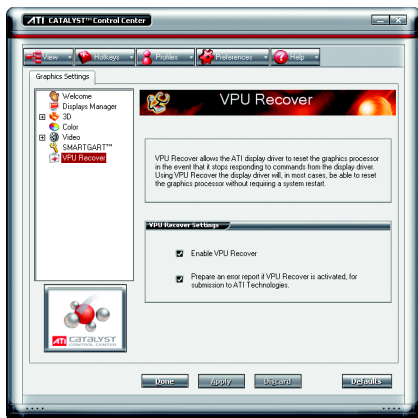 ATI CATALYST™ Control Center
View Hotkeys Profiles Preferences Help
Graphics Settings
Welcome
Displays Manager
3D
Color
Video
SMARTGART™
VPU Recover
VPU Recover
VPU Recover allows the ATI display driver to reset the graphics processor
in the event that it stops responding to commands from the display driver.
Using VPU Recover the display driver will, in most cases, be able to reset
the graphics processor without requiring a system restart.
VPU Recover Settings
Enable VPU Recover
Prepare an error report if VPU Recover is activated, for
submission to ATI Technologies.
ATI CATALYST
CONTROL CENTER
Done Apply Discard Defaults